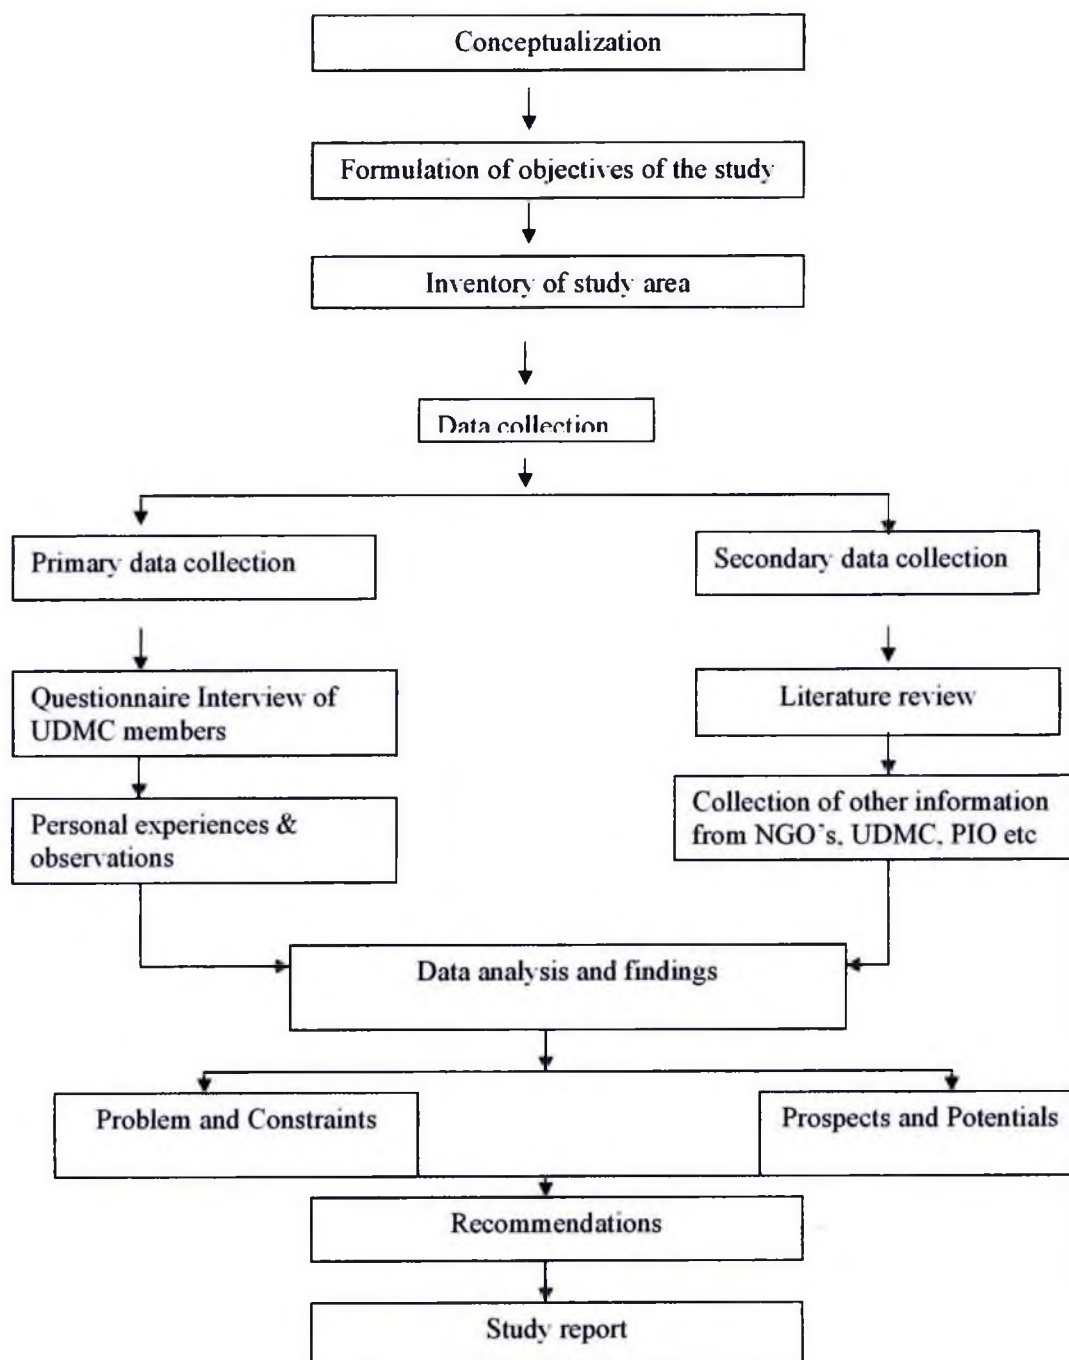 Conceptualization
Formulation of objectives of the study
Inventory of study area
Data collection
Primary data collection
Secondary data collection
Questionnaire Interview of
UDMC members
Literature review
Personal experiences &
observations
Collection of other information
from NGO's, UDMC, PIO etc
Data analysis and findings
Problem and Constraints
Prospects and Potentials
Recommendations
Study report